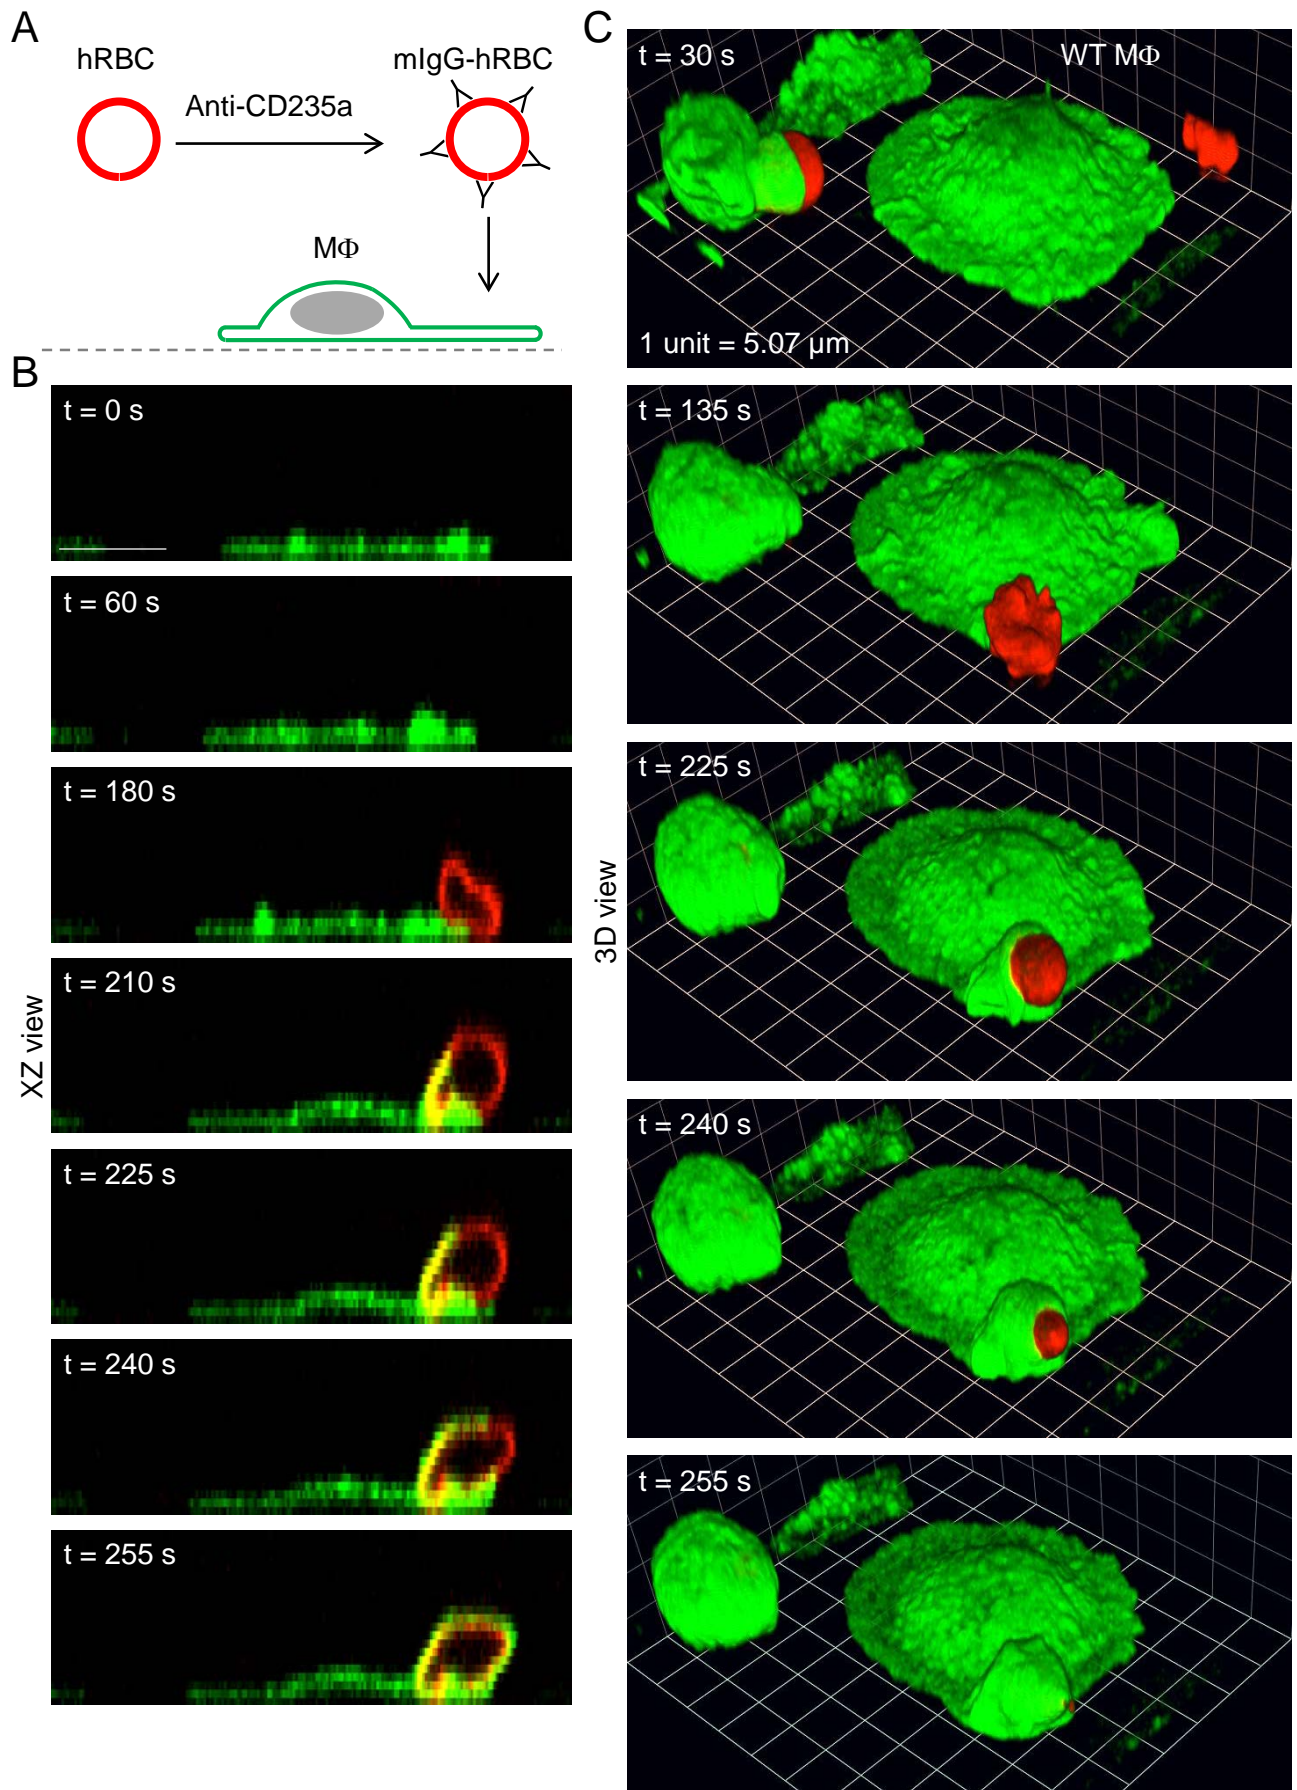 A
hRBC
Anti-CD235a
mIgG-hRBC
MΦ
B
XZ view
t = 0 s
t = 60 s
t = 180 s
t = 210 s
t = 225 s
t = 240 s
t = 255 s
C
3D view
t = 30 s
WT MΦ
1 unit = 5.07 µm
t = 135 s
t = 225 s
t = 240 s
t = 255 s